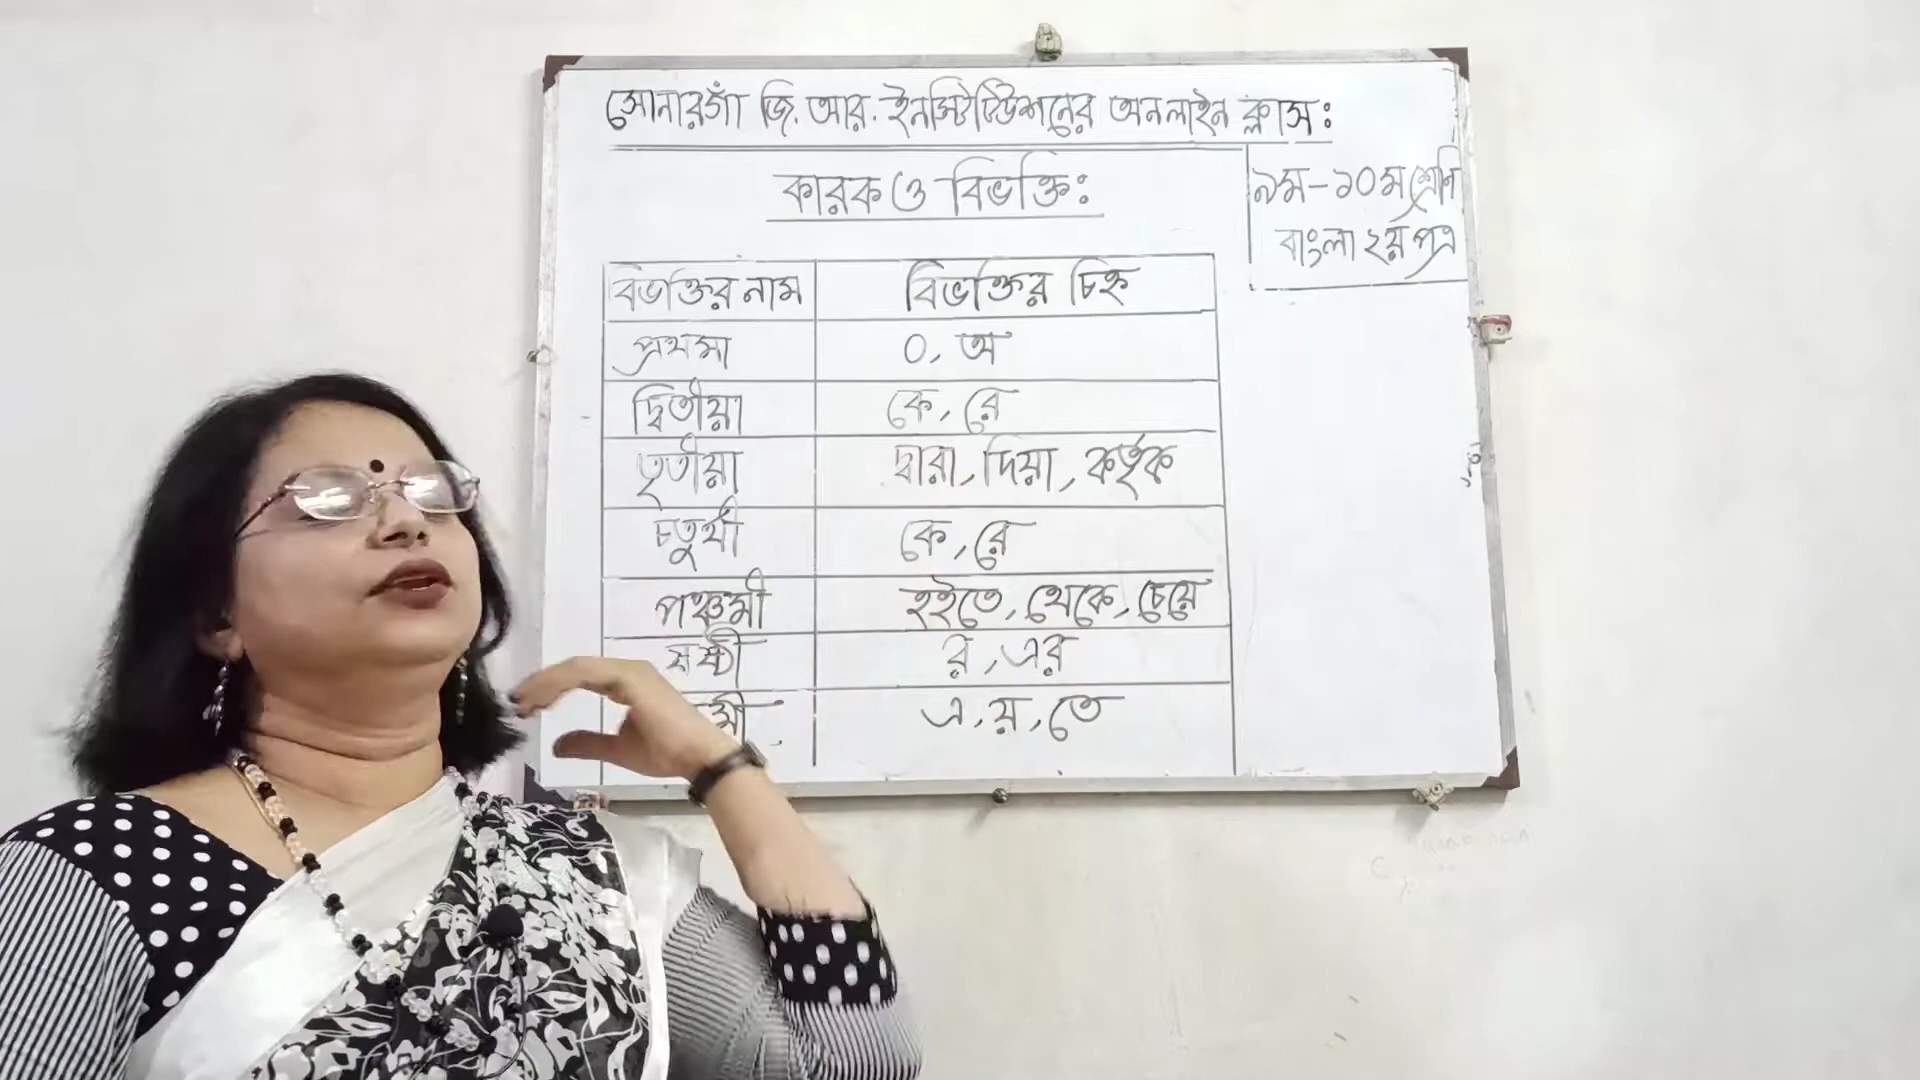 সোনারগাঁ জি. আর. ইনস্টিটিউশনের অনলাইন ক্লাস:
কারক ও বিভক্তি:
৯ম-১০ম শ্রেণি
বাংলা ২য় পত্র
বিভক্তির নাম বিভক্তির চিহ্ন
প্রথমা ০, অ
দ্বিতীয়া কে, রে
তৃতীয়া দ্বারা, দিয়া, কর্তৃক
চতুর্থী কে, রে
পঞ্চমী হইতে, থেকে, চেয়ে
ষষ্ঠী র, এর
মী এ, য়, তে